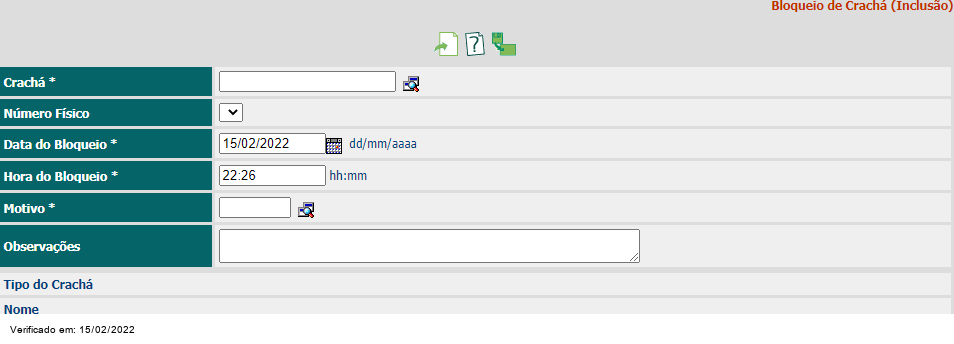 Bloqueio de Crachá (Inclusão)
Crachá *
Número Físico
Data do Bloqueio * 15/02/2022 dd/mm/aaaa
Hora do Bloqueio * 22:26 hh:mm
Motivo *
Observações
Tipo do Crachá
Nome
Verificado em: 15/02/2022